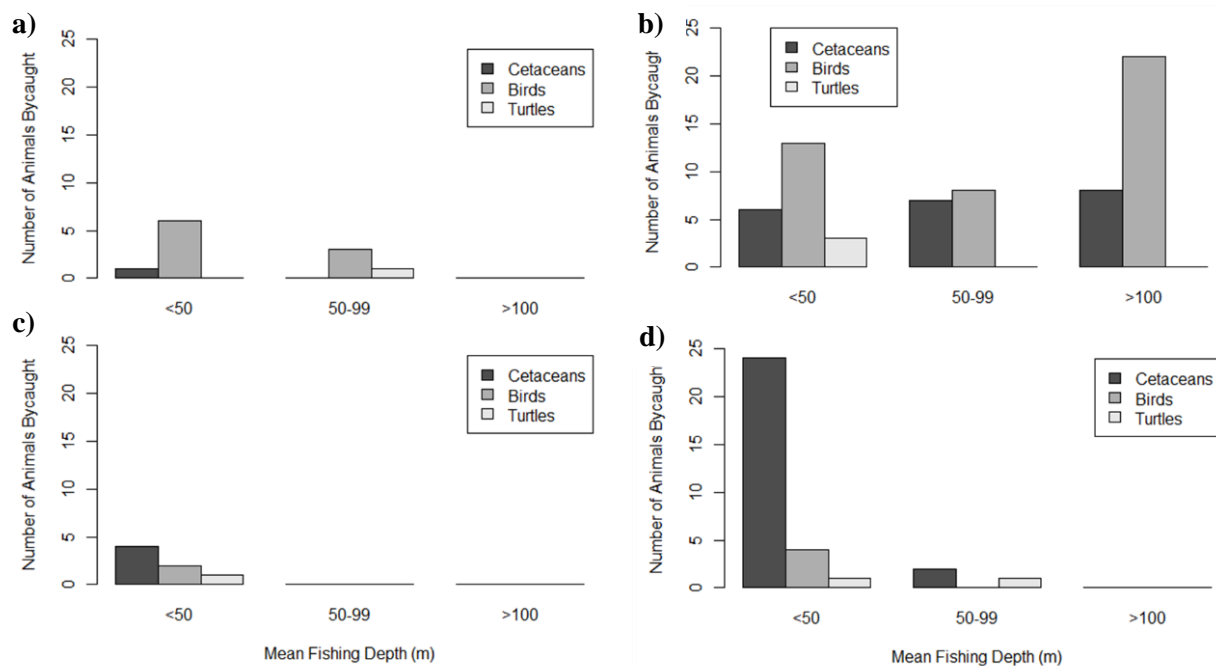 a)
Number of Animals Bycaught
25
20
15
10
5
0
Cetaceans
Birds
Turtles
<50
50-99
>100
b)
Number of Animals Bycaught
25
20
15
10
5
0
Cetaceans
Birds
Turtles
<50
50-99
>100
c)
Number of Animals Bycaught
25
20
15
10
5
0
Cetaceans
Birds
Turtles
<50
50-99
>100
Mean Fishing Depth (m)
d)
Number of Animals Bycaught
25
20
15
10
5
0
Cetaceans
Birds
Turtles
<50
50-99
>100
Mean Fishing Depth (m)